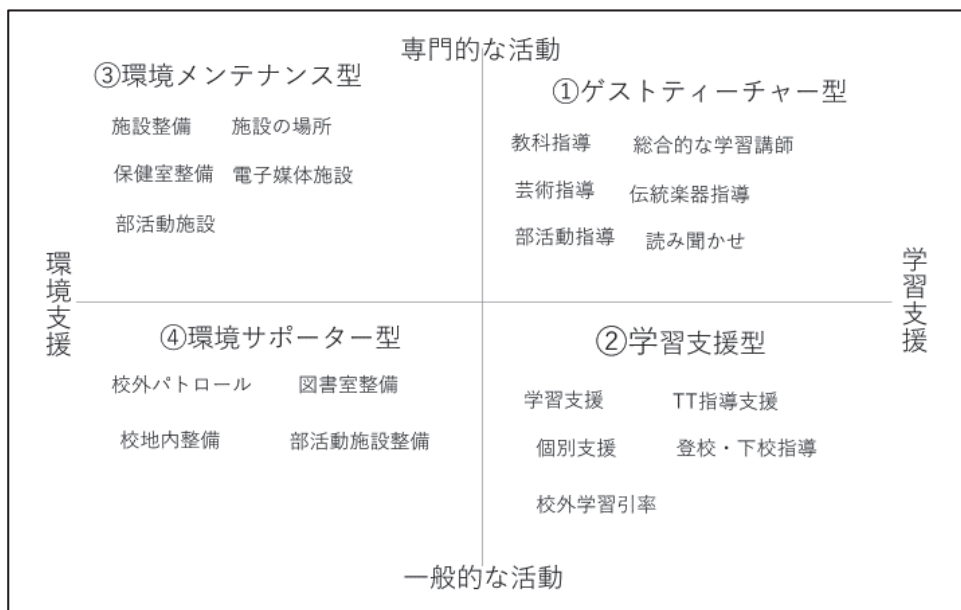 専門的な活動
③環境メンテナンス型
施設整備 施設の場所
保健室整備 電子媒体施設
部活動施設
①ゲストティーチャー型
教科指導 総合的な学習講師
芸術指導 伝統楽器指導
部活動指導 読み聞かせ
環境支援
学習支援
④環境サポーター型
校外パトロール 図書室整備
校地内整備 部活動施設整備
②学習支援型
学習支援 TT指導支援
個別支援 登校・下校指導
校外学習引率
一般的な活動